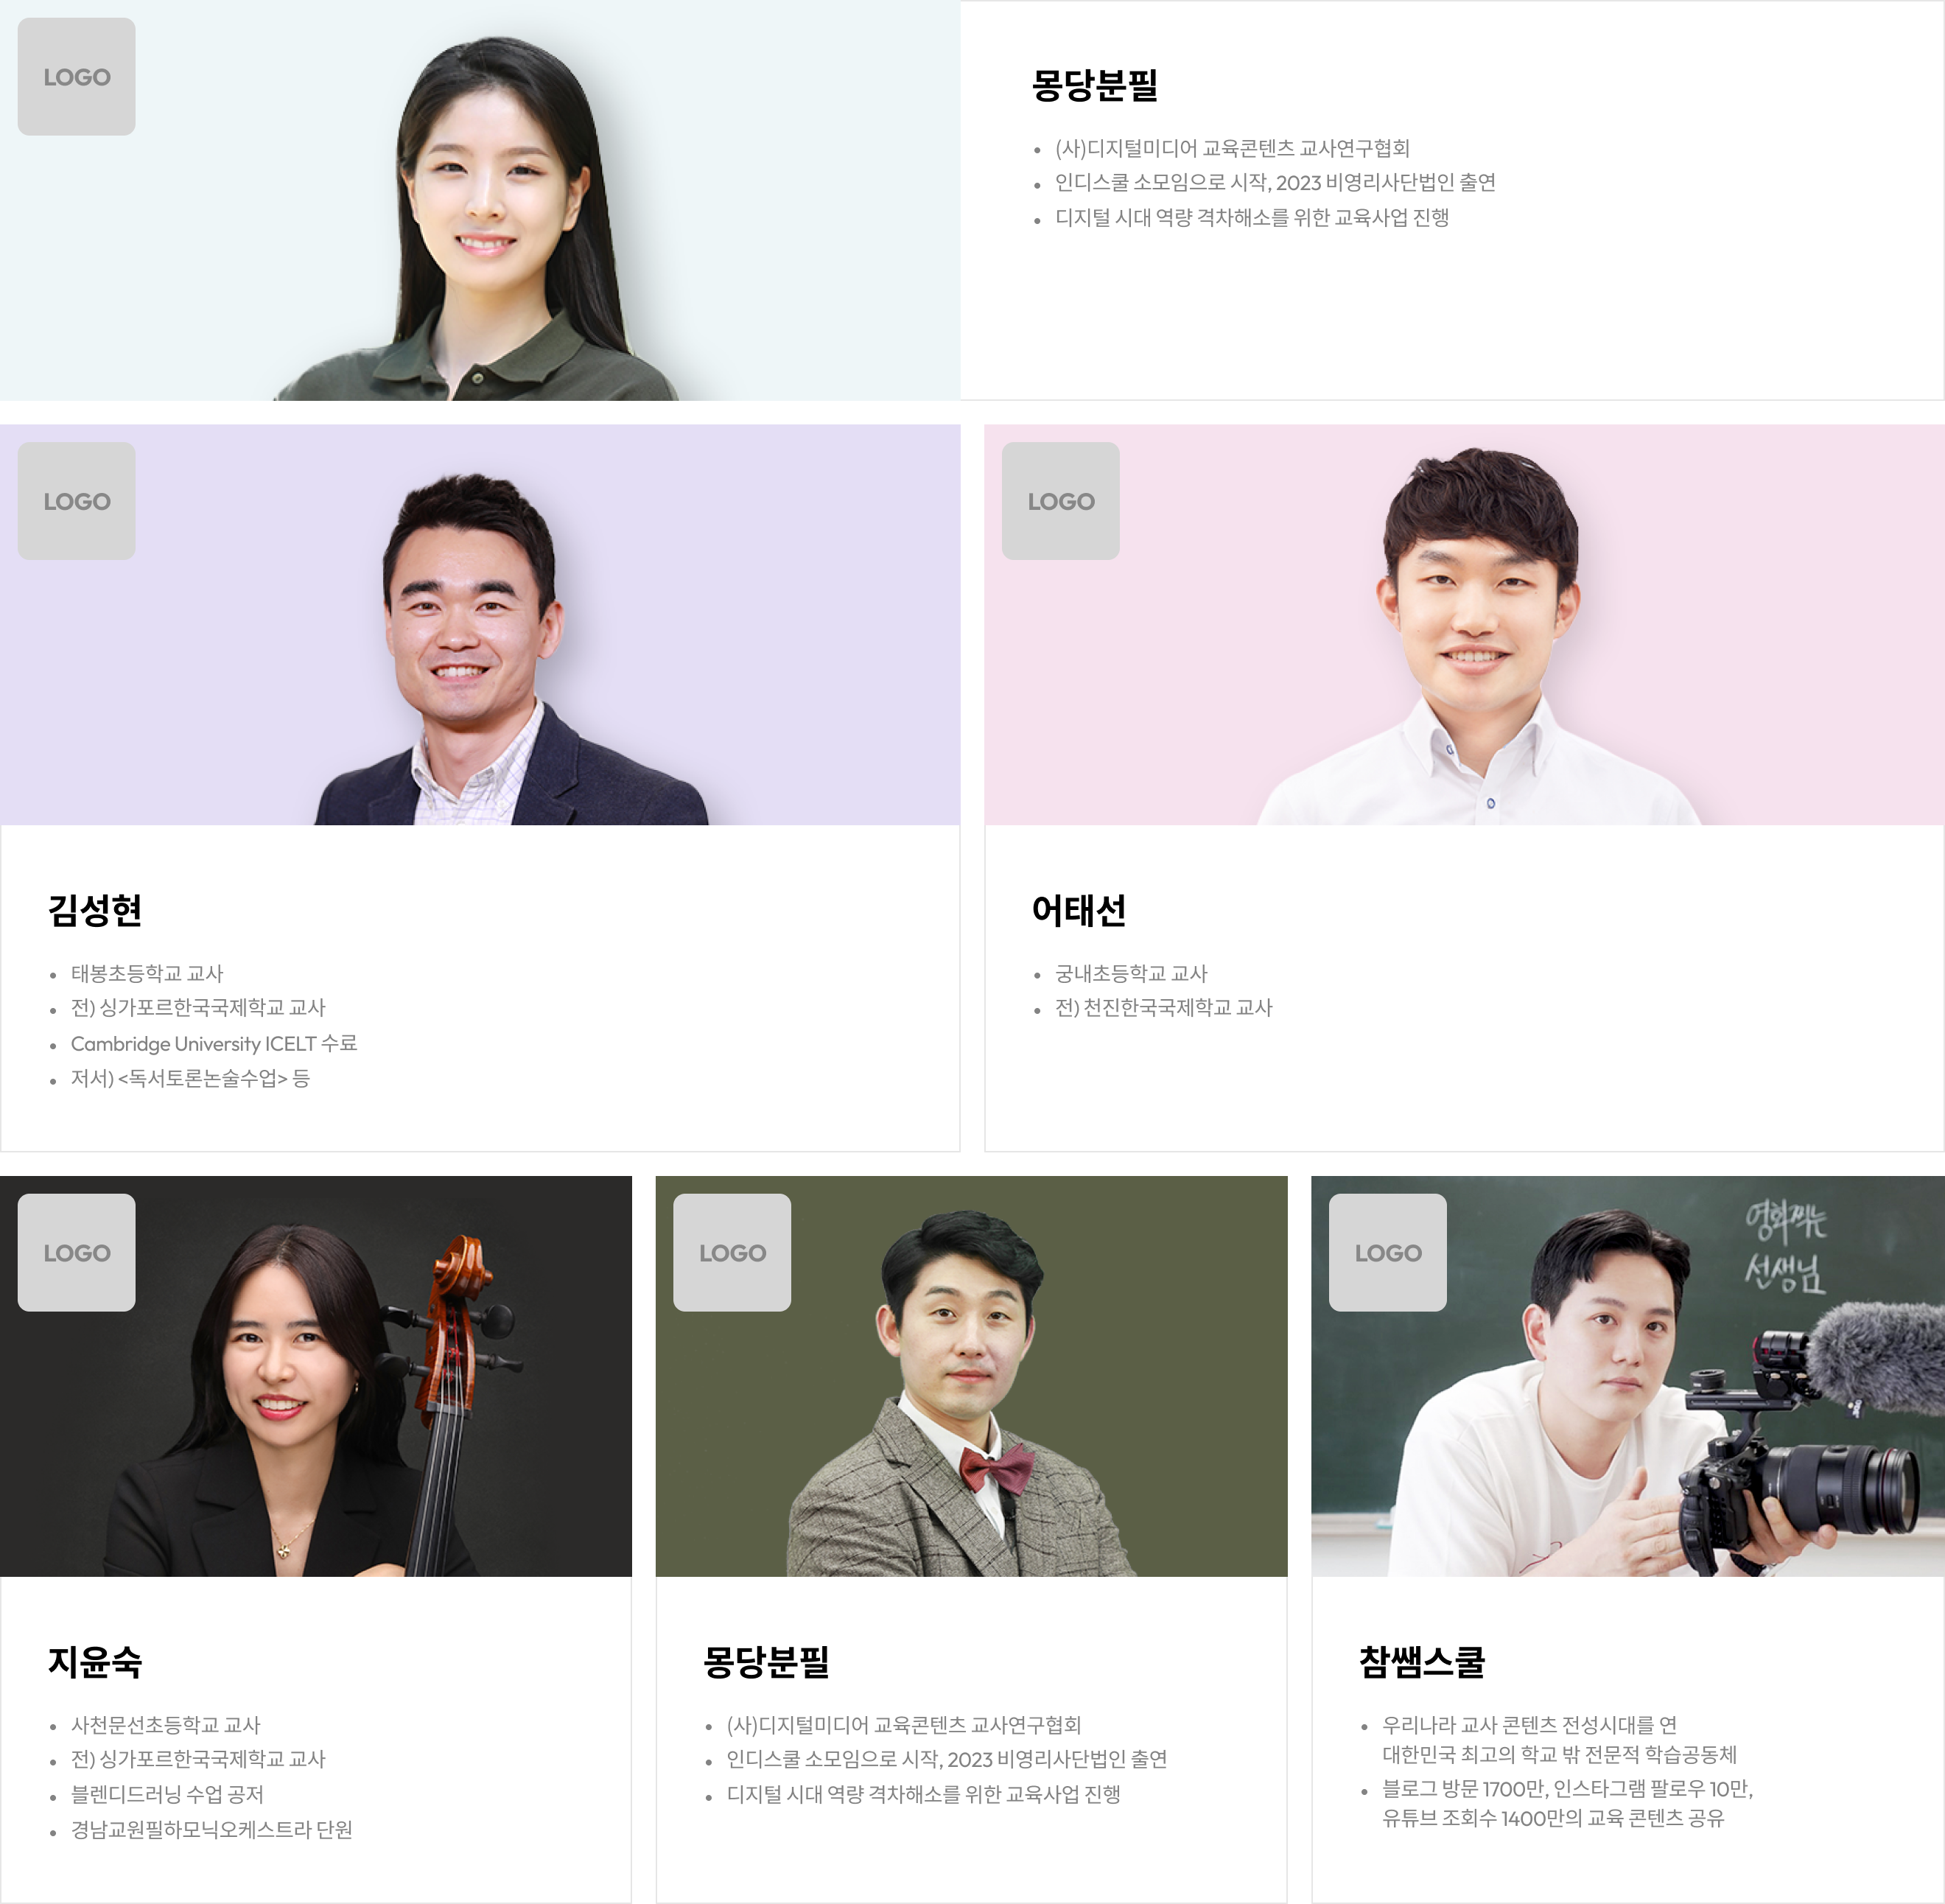 LOGO
몽당분필
(사)디지털미디어 교육콘텐츠 교사연구협회
인디스쿨 소모임으로 시작, 2023 비영리사단법인 출연
디지털 시대 역량 격차해소를 위한 교육사업 진행
LOGO
김성현
태봉초등학교 교사
전) 싱가포르한국국제학교 교사
Cambridge University ICELT 수료
저서) <독서토론논술수업> 등
LOGO
어태선
궁내초등학교 교사
전) 천진한국국제학교 교사
LOGO
지윤숙
사천문선초등학교 교사
전) 싱가포르한국국제학교 교사
블렌디드러닝 수업 공저
경남교원필하모닉오케스트라 단원
LOGO
몽당분필
(사)디지털미디어 교육콘텐츠 교사연구협회
인디스쿨 소모임으로 시작, 2023 비영리사단법인 출연
디지털 시대 역량 격차해소를 위한 교육사업 진행
LOGO
영화찍는
선생님
참쌤스쿨
우리나라 교사 콘텐츠 전성시대를 연
대한민국 최고의 학교 밖 전문적 학습공동체
블로그 방문 1700만, 인스타그램 팔로우 10만,
유튜브 조회수 1400만의 교육 콘텐츠 공유